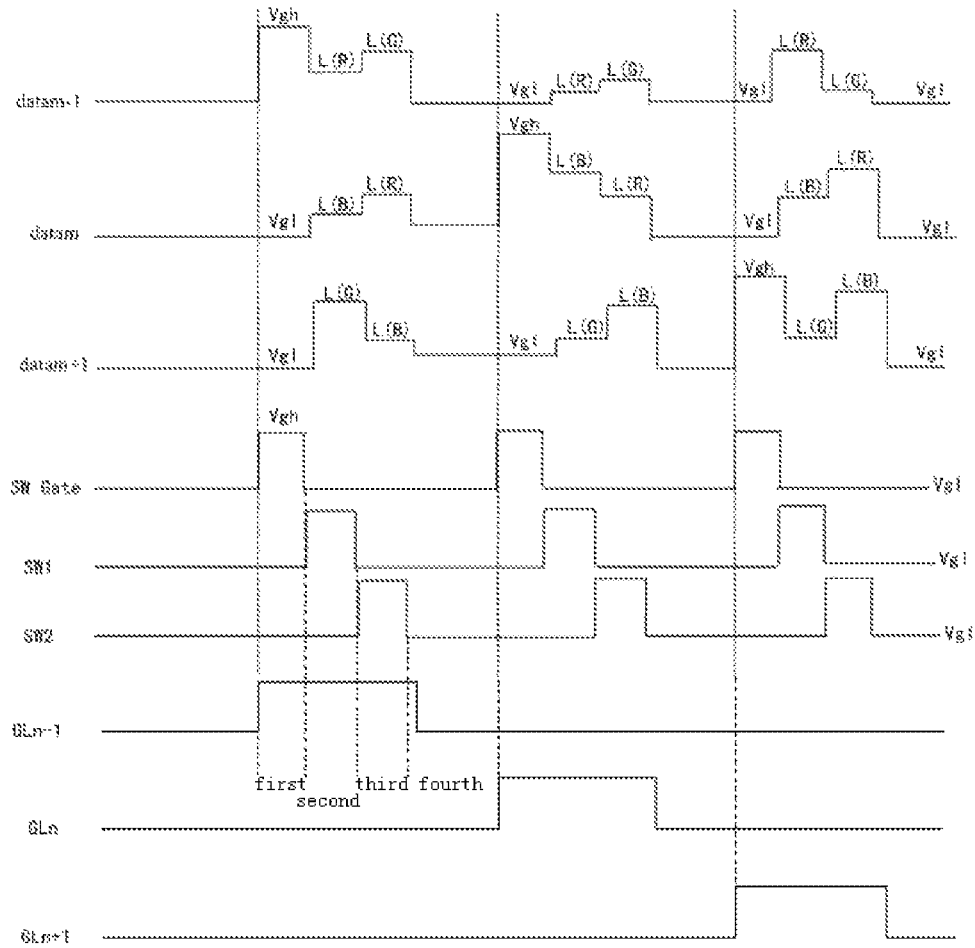 Vgh
L(R) L(G)
Vgl L(R) L(G)
Vgl L(R) L(G) Vgl
datam-1
Vgl L(B) L(R)
Vgh L(B) L(R)
Vgl L(B) L(R) Vgl
datam
Vgl L(G) L(B)
Vgl L(G) L(B)
Vgh L(G) L(B) Vgl
datam+1
Vgh
SW Gate Vgl
SW1 Vgl
SW2 Vgl
GLn-1
first second third fourth
GLn
GLn+1